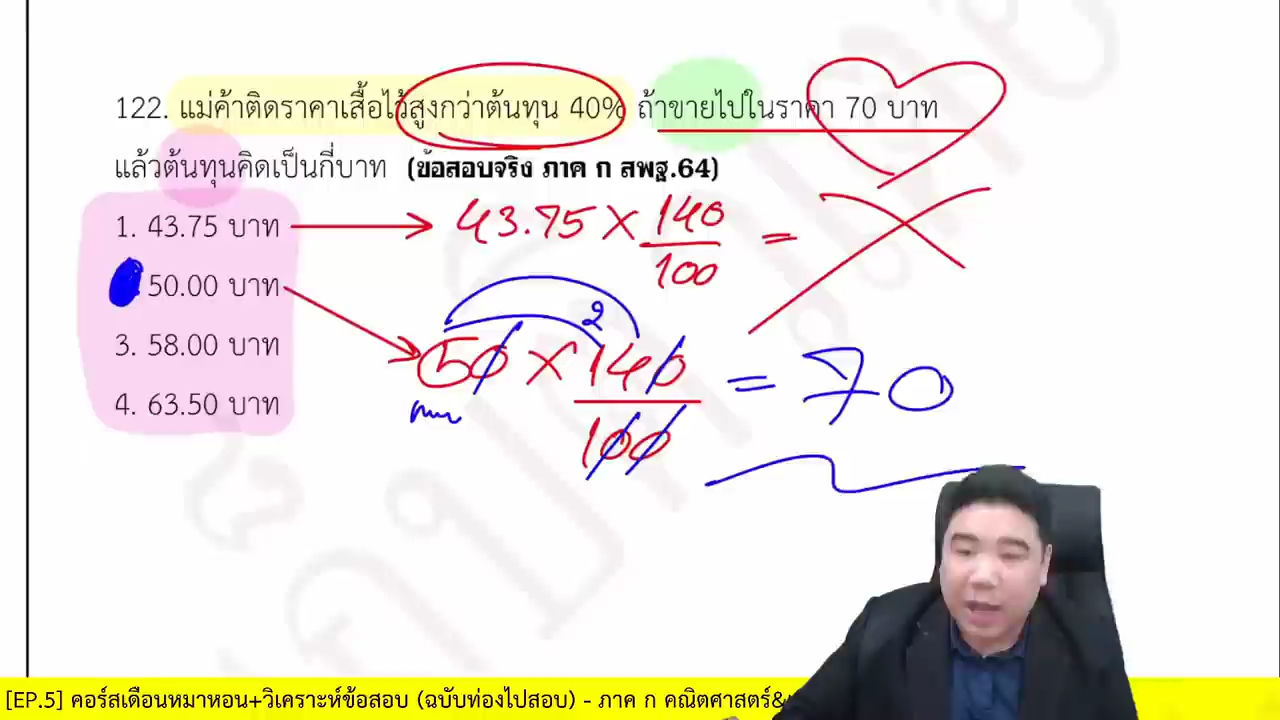 122. แม่ค้าติดราคาเสื้อไว้สูงกว่าต้นทุน 40% ถ้าขายไปในราคา 70 บาท
แล้วต้นทุนคิดเป็นกี่บาท (ข้อสอบจริง ภาค ก สพฐ.64)
1. 43.75 บาท
43.75 × 140
=
100
50.00 บาท
2
50 × 140
= 70
100
3. 58.00 บาท
4. 63.50 บาท
[EP.5] คอร์สเดือนหมาหอน+วิเคราะห์ข้อสอบ (ฉบับท่องไปสอบ) - ภาค ก คณิตศาสตร์&